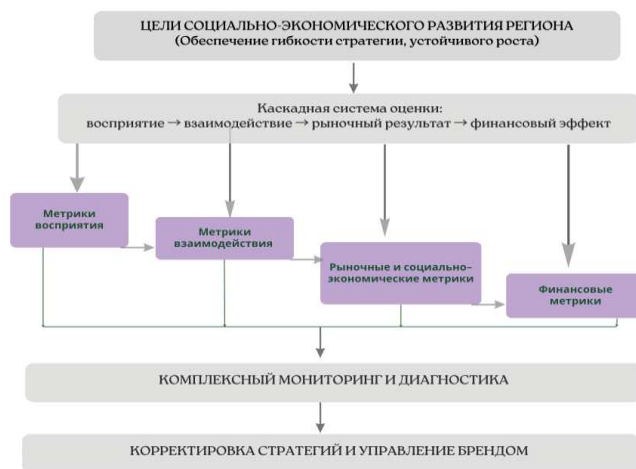 ЦЕЛИ СОЦИАЛЬНО-ЭКОНОМИЧЕСКОГО РАЗВИТИЯ РЕГИОНА
(Обеспечение гибкости стратегии, устойчивого роста)
Каскадная система оценки:
восприятие → взаимодействие → рыночный результат → финансовый эффект
Метрики
восприятия
Метрики
взаимодействия
Рыночные и социально-
экономические метрики
Финансовые
метрики
КОМПЛЕКСНЫЙ МОНИТОРИНГ И ДИАГНОСТИКА
КОРРЕКТИРОВКА СТРАТЕГИЙ И УПРАВЛЕНИЕ БРЕНДОМ